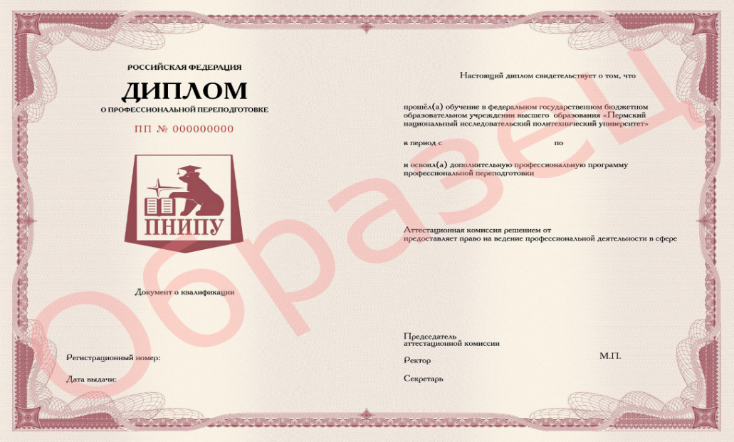 РОССИЙСКАЯ ФЕДЕРАЦИЯ
ДИПЛОМ
О ПРОФЕССИОНАЛЬНОЙ ПЕРЕПОДГОТОВКЕ
ПП № 000000000
ПНИПУ
Документ о квалификации
Регистрационный номер:
Дата выдачи:
Настоящий диплом свидетельствует о том, что
прошёл(а) обучение в федеральном государственном бюджетном
образовательном учреждении высшего образования «Пермский
национальный исследовательский политехнический университет»
в период с по
и освоил(а) дополнительную профессиональную программу
профессиональной переподготовки
Аттестационная комиссия решением от
предоставляет право на ведение профессиональной деятельности в сфере
Председатель
аттестационной комиссии
Ректор
М.П.
Секретарь
Образец